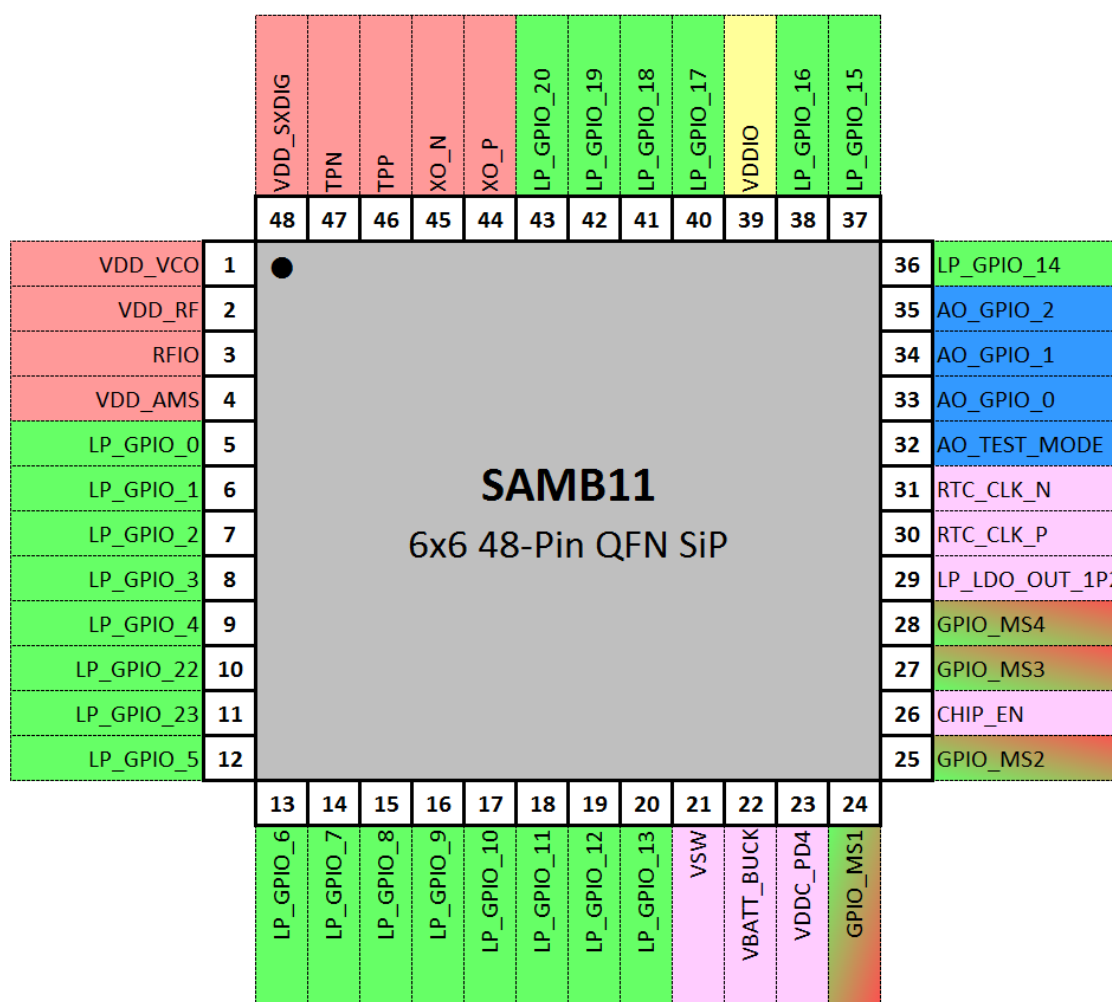 VDD_SXDIG
TPN
TPP
XO_N
XO_P
LP_GPIO_20
LP_GPIO_19
LP_GPIO_18
LP_GPIO_17
VDDIO
LP_GPIO_16
LP_GPIO_15
48 47 46 45 44 43 42 41 40 39 38 37
VDD_VCO 1
VDD_RF 2
RFIO 3
VDD_AMS 4
LP_GPIO_0 5
LP_GPIO_1 6
LP_GPIO_2 7
LP_GPIO_3 8
LP_GPIO_4 9
LP_GPIO_22 10
LP_GPIO_23 11
LP_GPIO_5 12
SAMB11
6x6 48-Pin QFN SiP
36 LP_GPIO_14
35 AO_GPIO_2
34 AO_GPIO_1
33 AO_GPIO_0
32 AO_TEST_MODE
31 RTC_CLK_N
30 RTC_CLK_P
29 LP_LDO_OUT_1P2
28 GPIO_MS4
27 GPIO_MS3
26 CHIP_EN
25 GPIO_MS2
13 14 15 16 17 18 19 20 21 22 23 24
LP_GPIO_6
LP_GPIO_7
LP_GPIO_8
LP_GPIO_9
LP_GPIO_10
LP_GPIO_11
LP_GPIO_12
LP_GPIO_13
VSW
VBATT_BUCK
VDDC_PD4
GPIO_MS1